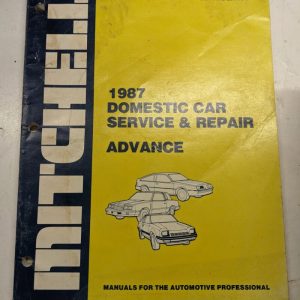 MITCHELL
1987
DOMESTIC CAR
SERVICE & REPAIR
ADVANCE
MANUALS FOR THE AUTOMOTIVE PROFESSIONAL